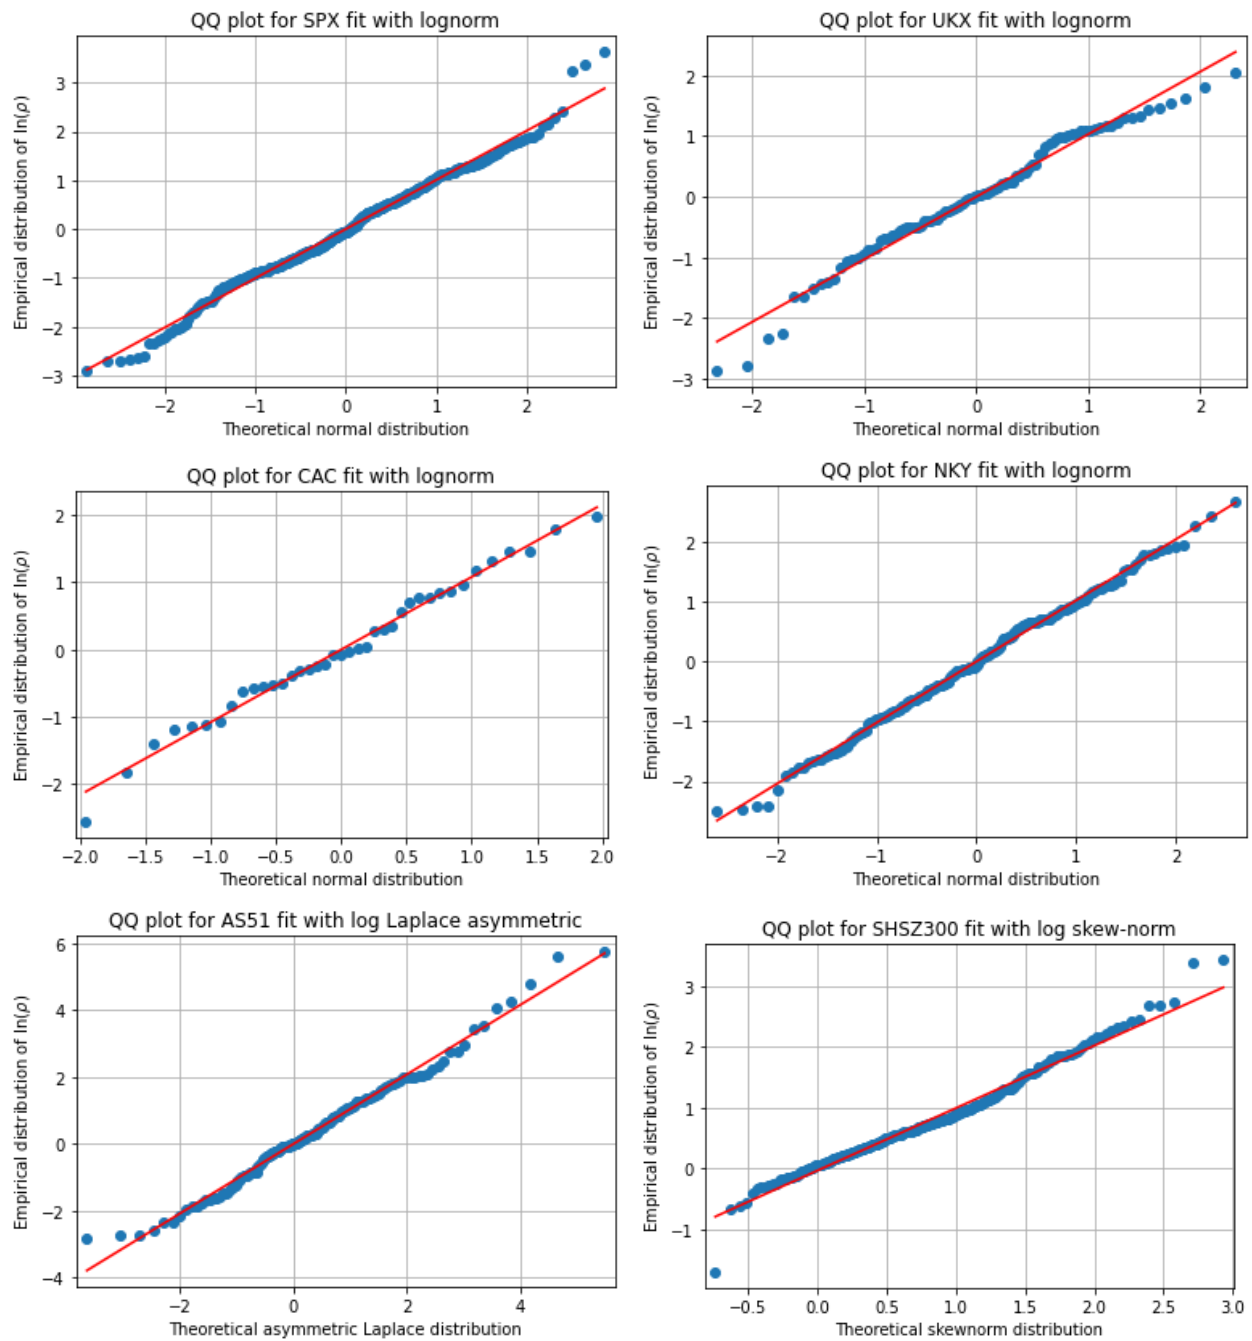 QQ plot for SPX fit with lognorm
Empirical distribution of ln(ρ)
3
2
1
0
−1
−2
−3
−2 −1 0 1 2
Theoretical normal distribution
QQ plot for UKX fit with lognorm
Empirical distribution of ln(ρ)
2
1
0
−1
−2
−3
−2 −1 0 1 2
Theoretical normal distribution
QQ plot for CAC fit with lognorm
Empirical distribution of ln(ρ)
2
1
0
−1
−2
−2.0 −1.5 −1.0 −0.5 0.0 0.5 1.0 1.5 2.0
Theoretical normal distribution
QQ plot for NKY fit with lognorm
Empirical distribution of ln(ρ)
2
1
0
−1
−2
−2 −1 0 1 2
Theoretical normal distribution
QQ plot for AS51 fit with log Laplace asymmetric
Empirical distribution of ln(ρ)
6
4
2
0
−2
−4
−2 0 2 4
Theoretical asymmetric Laplace distribution
QQ plot for SHSZ300 fit with log skew-norm
Empirical distribution of ln(ρ)
3
2
1
0
−1
−0.5 0.0 0.5 1.0 1.5 2.0 2.5 3.0
Theoretical skewnorm distribution